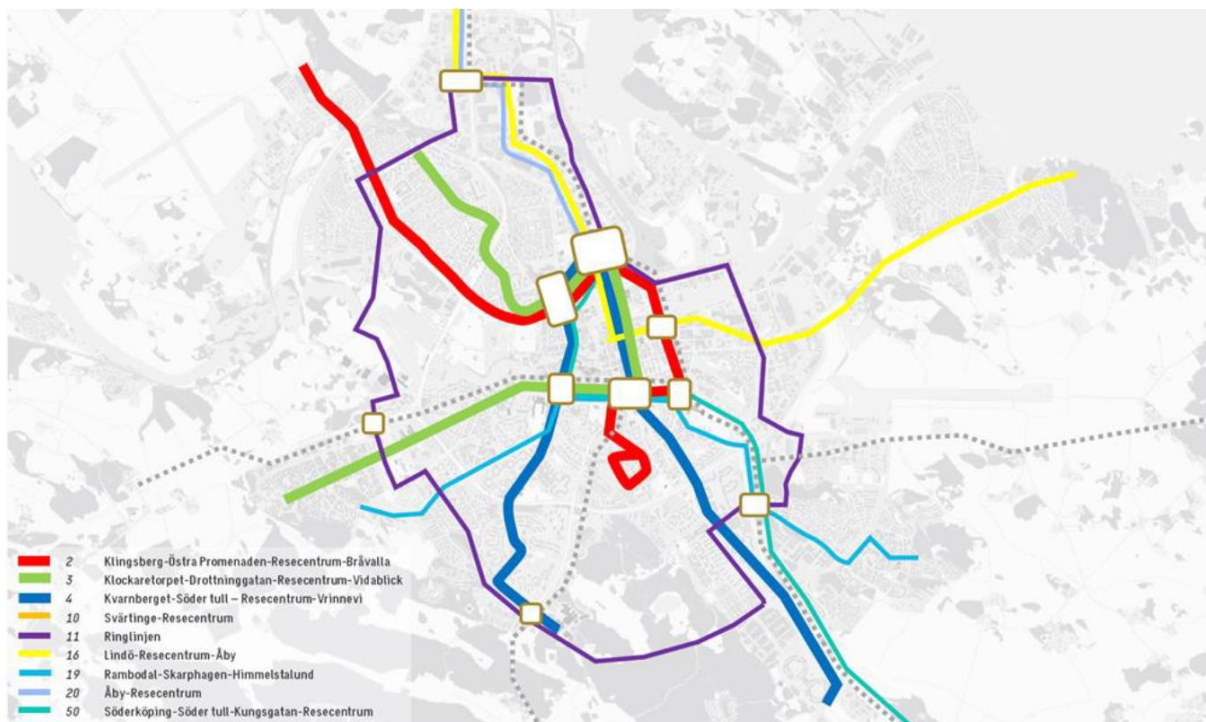 2 Klingsberg-Östra Promenaden-Resecentrum-Bråvalla
3 Klockaretorpet-Drottninggatan-Resecentrum-Vidablick
4 Kvarnberget-Söder tull – Resecentrum-Vrinnevi
10 Svärtinge-Resecentrum
11 Ringlinjen
16 Lindö-Resecentrum-Åby
19 Rambodal-Skarphagen-Himmelstalund
20 Åby-Resecentrum
50 Söderköping-Söder tull-Kungsgatan-Resecentrum